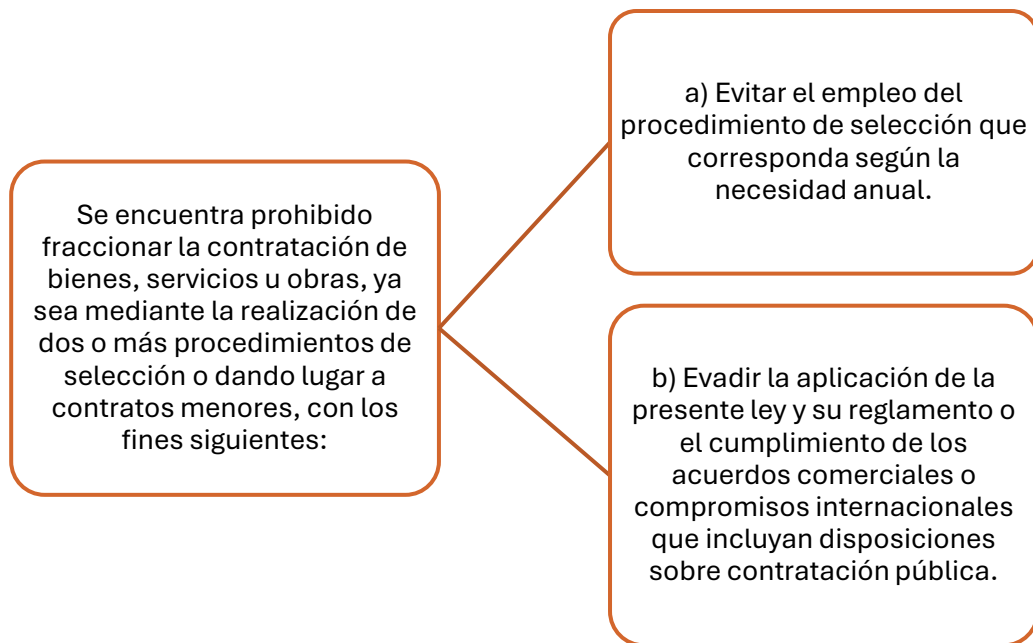 Se encuentra prohibido
fraccionar la contratación de
bienes, servicios u obras, ya
sea mediante la realización de
dos o más procedimientos de
selección o dando lugar a
contratos menores, con los
fines siguientes:
a) Evitar el empleo del
procedimiento de selección que
corresponda según la
necesidad anual.
b) Evadir la aplicación de la
presente ley y su reglamento o
el cumplimiento de los
acuerdos comerciales o
compromisos internacionales
que incluyan disposiciones
sobre contratación pública.